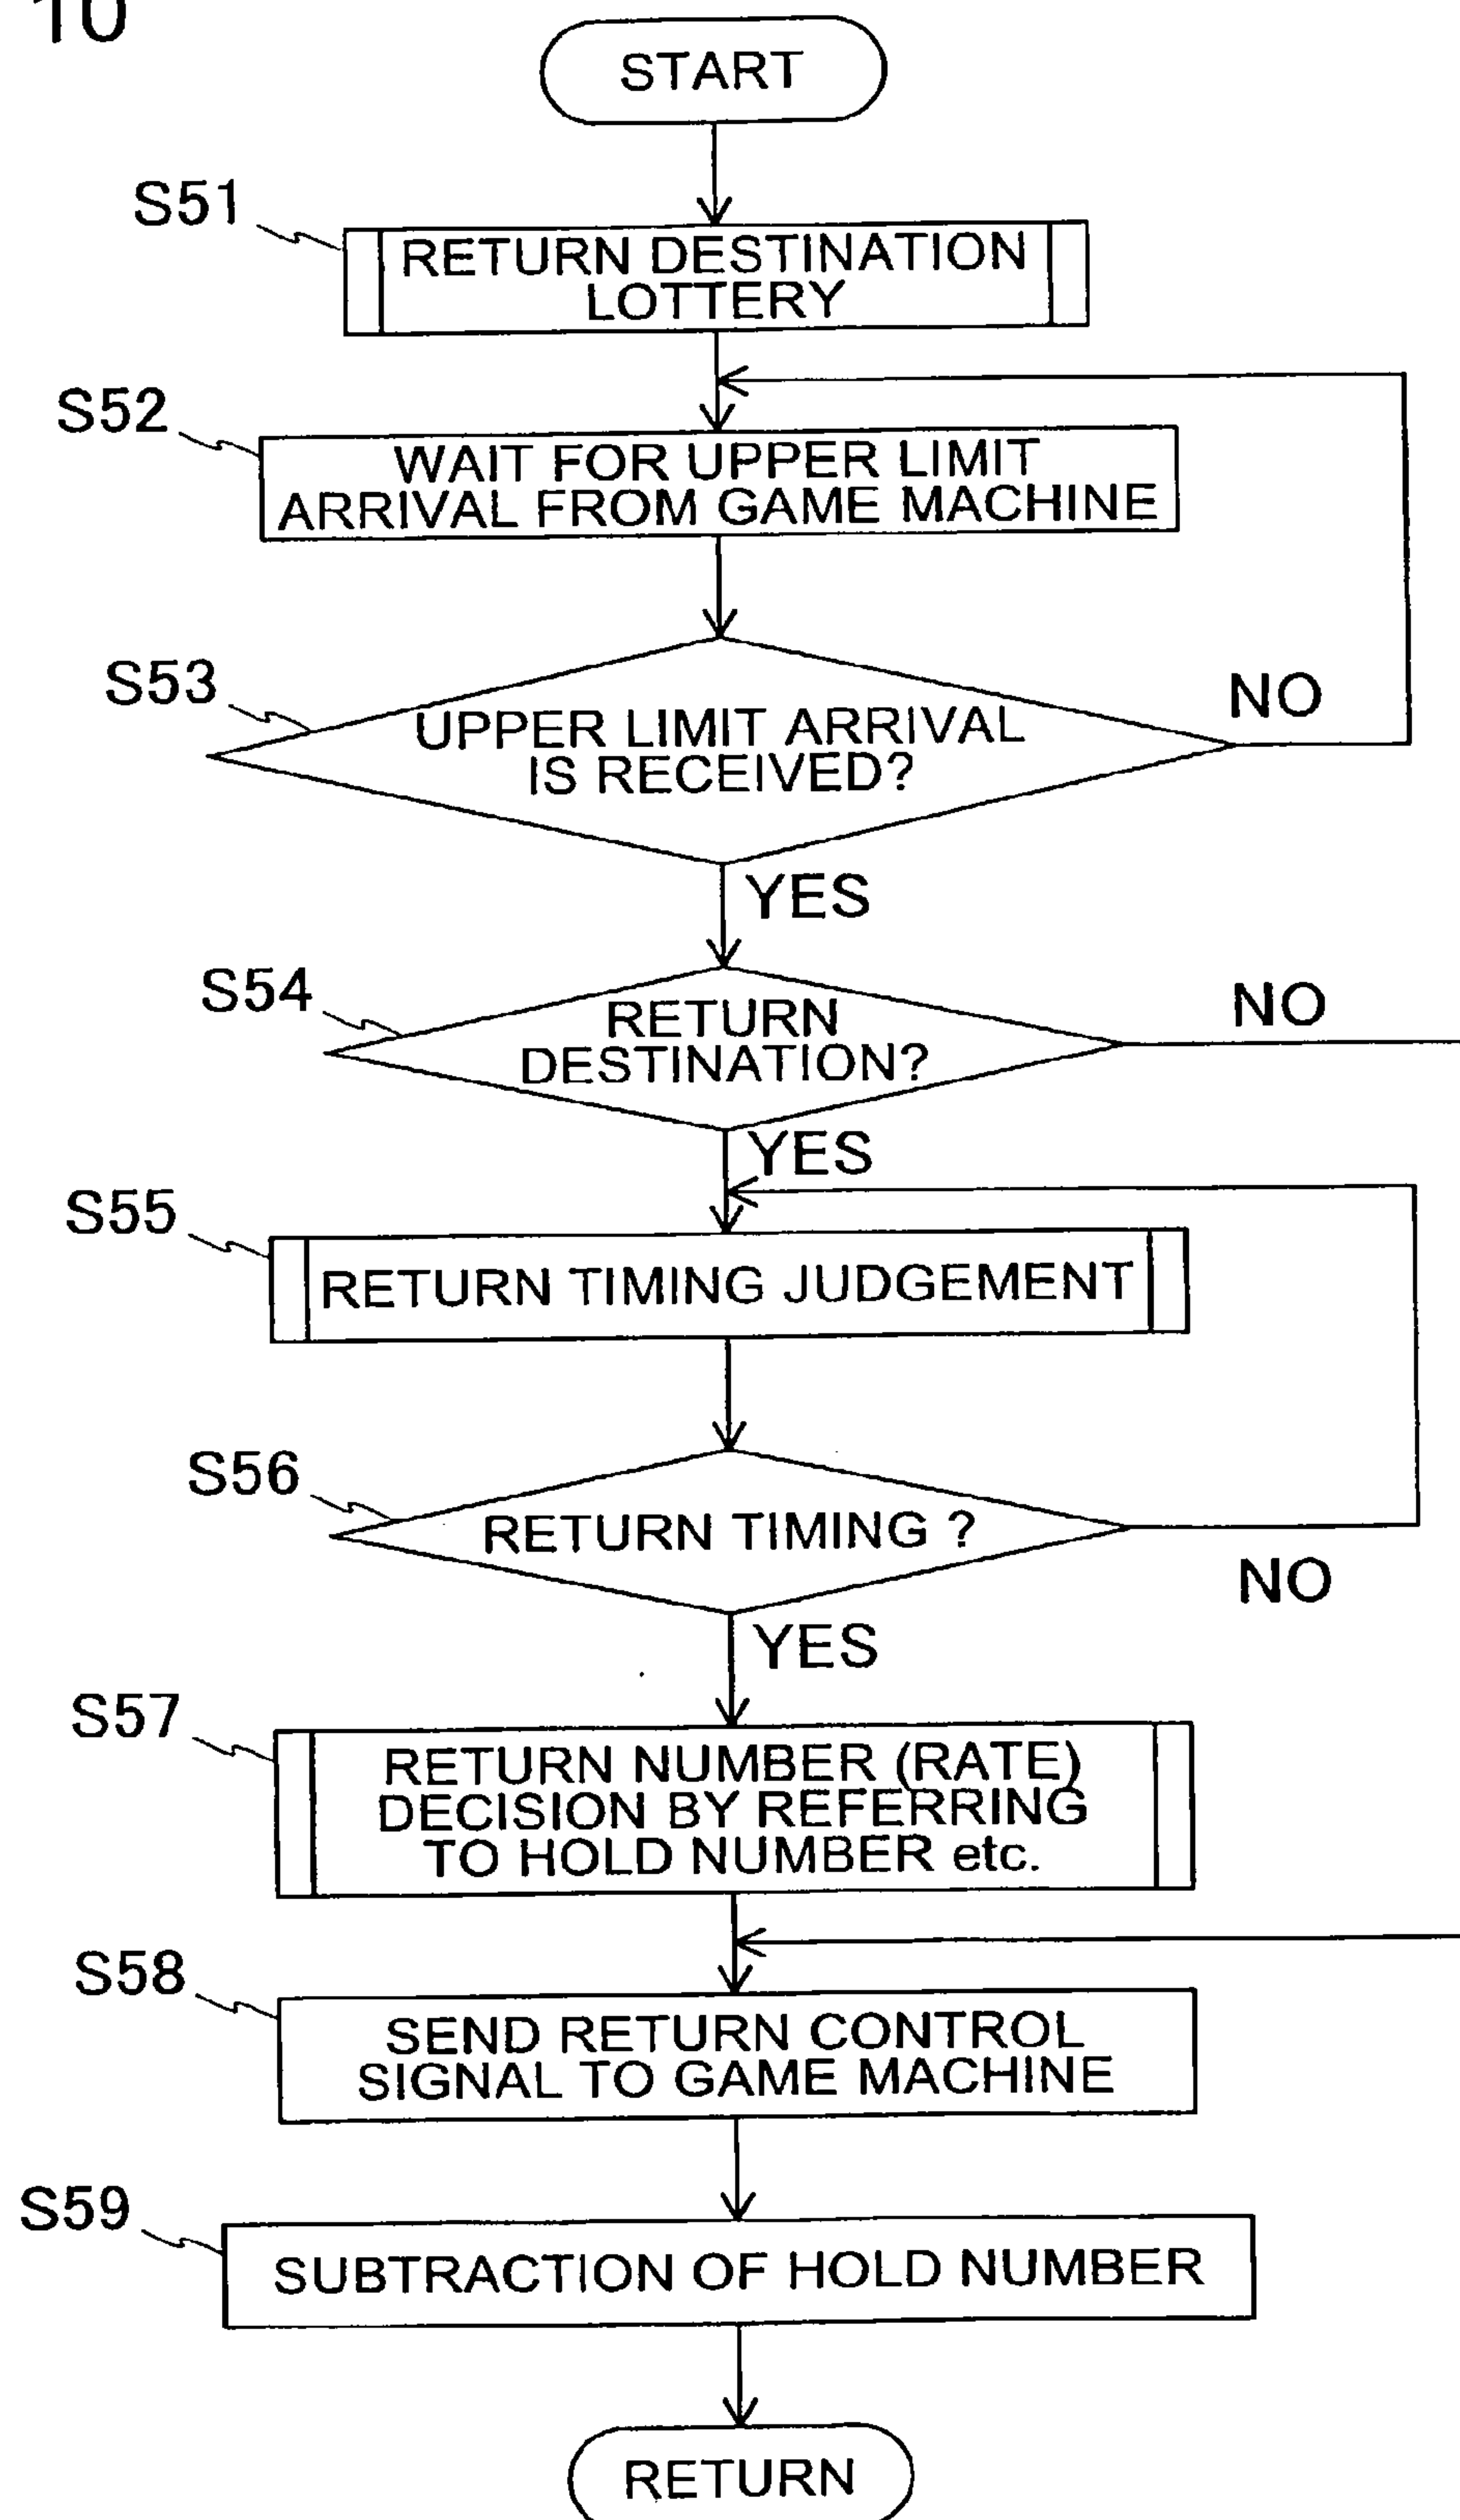 10
START
S51
RETURN DESTINATION
LOTTERY
S52
WAIT FOR UPPER LIMIT
ARRIVAL FROM GAME MACHINE
S53
UPPER LIMIT ARRIVAL
IS RECEIVED?
NO
YES
S54
RETURN
DESTINATION?
NO
YES
S55
RETURN TIMING JUDGEMENT
S56
RETURN TIMING ?
NO
YES
S57
RETURN NUMBER (RATE)
DECISION BY REFERRING
TO HOLD NUMBER etc.
S58
SEND RETURN CONTROL
SIGNAL TO GAME MACHINE
S59
SUBTRACTION OF HOLD NUMBER
RETURN